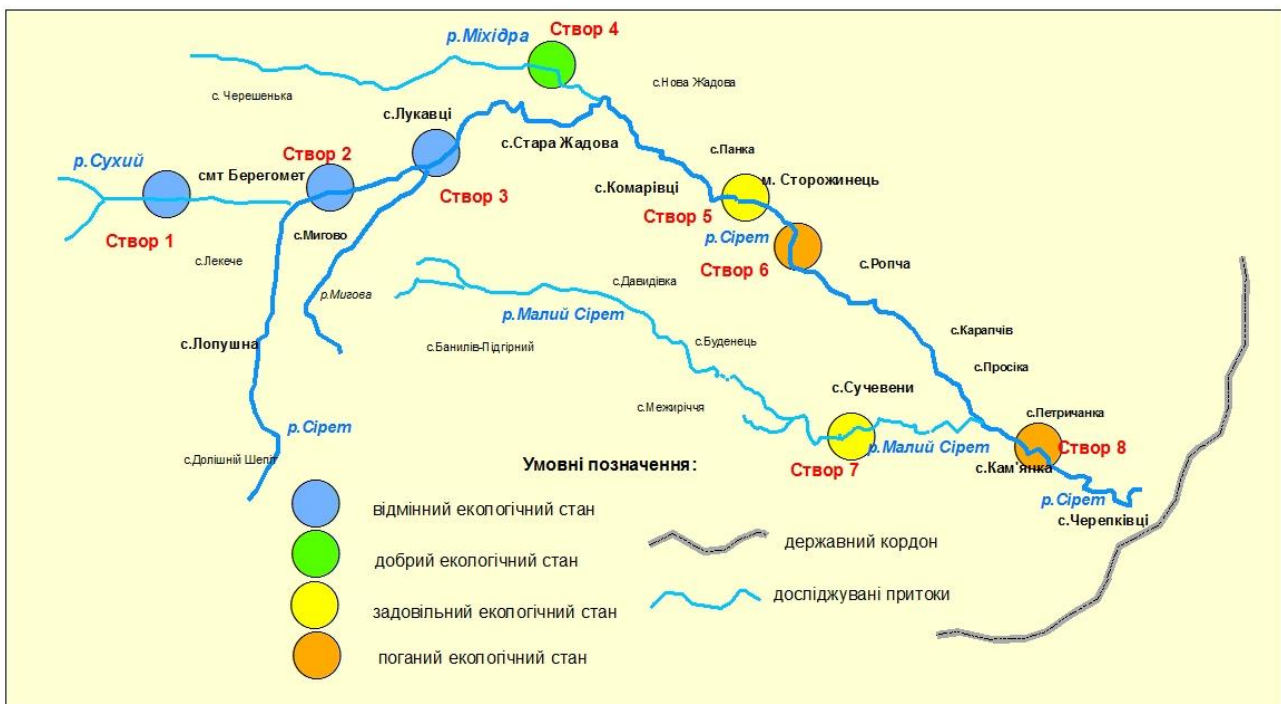 р.Міхідра
Створ 4
с. Черешенька
с.Нова Жадова
с.Лукавці
с.Стара Жадова
р.Сухий
Створ 2
смт Берегомет
Створ 3
с.Панка
с.Комарівці
м. Сторожинець
Створ 5
Створ 1
с.Мигово
р.Сірет
Створ 6
с.Лекече
с.Ропча
с.Давидівка
р.Мигова
р.Малий Сірет
с.Лопушна
с.Банилів-Підгірний
с.Буденець
с.Карапчів
с.Просіка
с.Сучевени
с.Межиріччя
с.Петричанка
р.Сірет
р.Малий Сірет
Створ 8
с.Долішній Шепіт
Створ 7
с.Кам'янка
р.Сірет
с.Черепківці
Умовні позначення:
відмінний екологічний стан
добрий екологічний стан
задовільний екологічний стан
поганий екологічний стан
державний кордон
досліджувані притоки